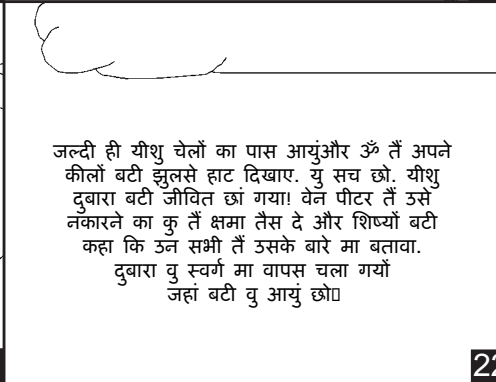 जल्दी ही यीशु चेलों का पास आयुंऔर ॐ तैं अपने
कीलों बटी झुलसे हाट दिखाए. यु सच छो. यीशु
दुबारा बटी जीवित छां गया! वेन पीटर तैं उसे
नकारने का कु तैं क्षमा तैस दे और शिष्यों बटी
कहा कि उन सभी तैं उसके बारे मा बतावा.
दुबारा वु स्वर्ग मा वापस चला गयों
जहां बटी वु आयुं छो